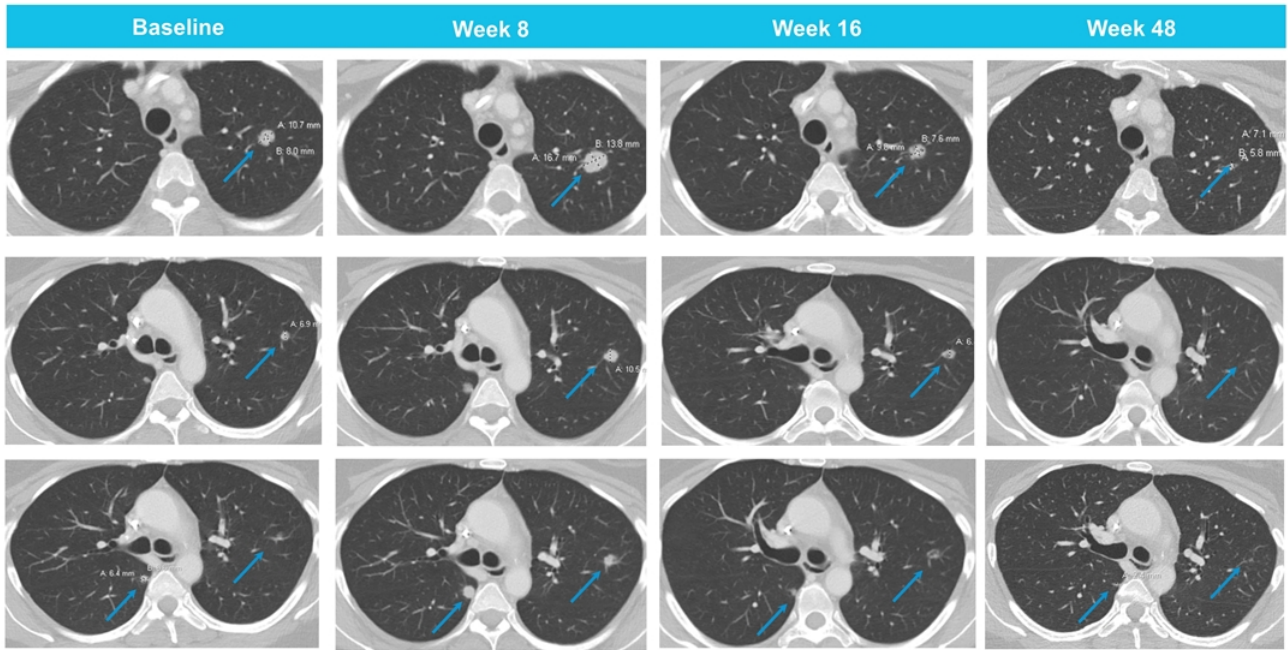 Baseline Week 8 Week 16 Week 48
A: 10.7 mm
B: 8.0 mm
B: 13.8 mm
A: 16.7 mm
B: 7.6 mm
A: 7.1
B: 5.8 mm
A
A: 6.9
A: 10.5
A: 6.
A: 6.4 mm